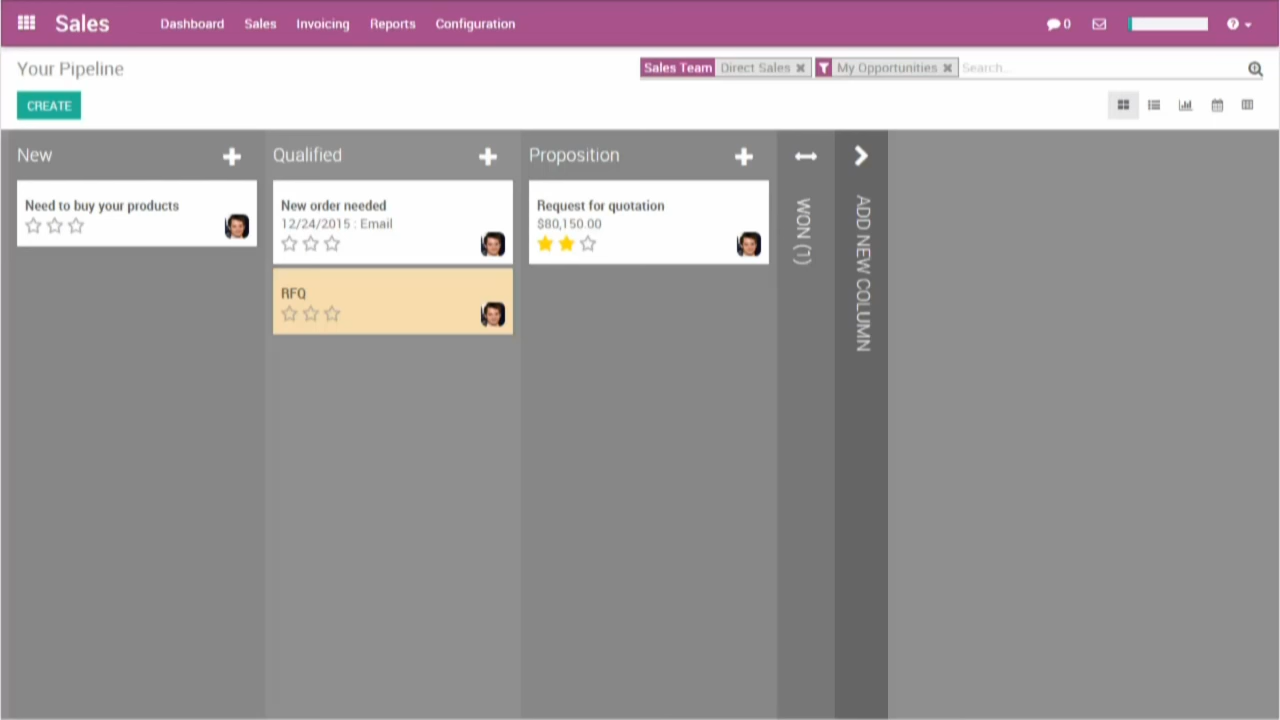 Sales Dashboard Sales Invoicing Reports Configuration 0
Your Pipeline
Sales Team Direct Sales My Opportunities Search...
CREATE
New Qualified Proposition
WON (1)
ADD NEW COLUMN
Need to buy your products
New order needed
12/24/2015 : Email
RFQ
Request for quotation
$80,150.00